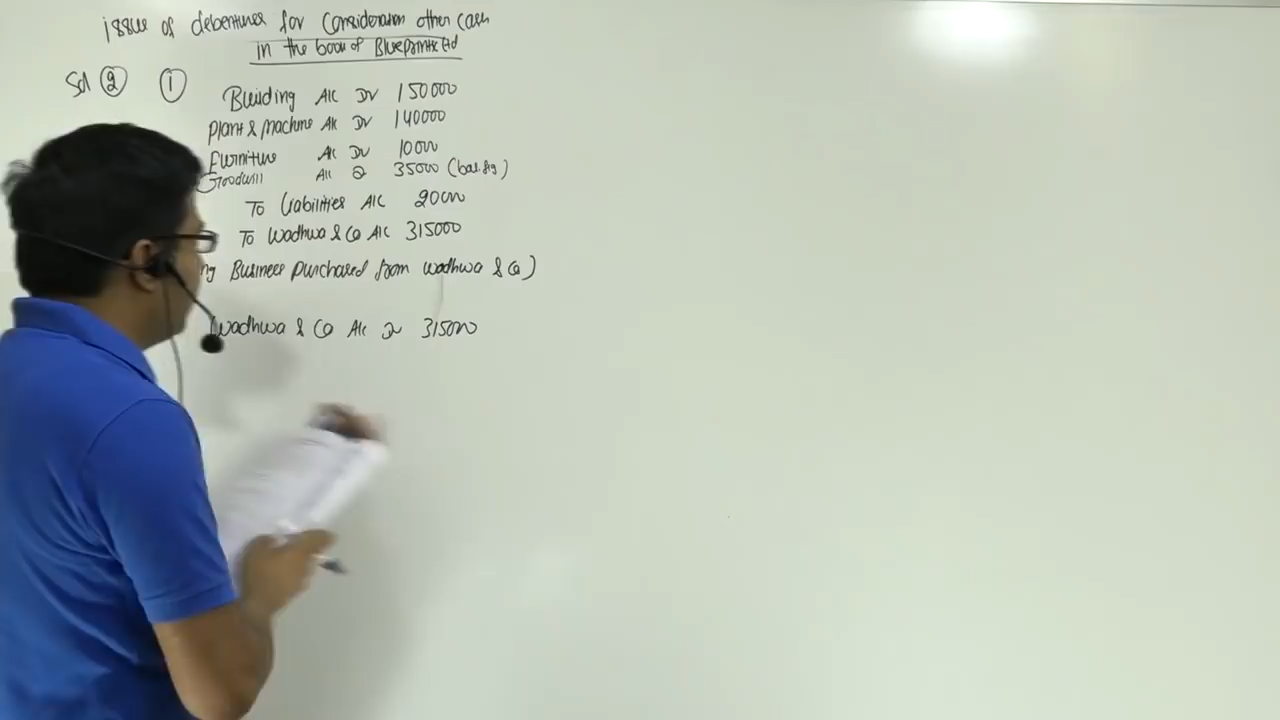 issue of debentures for consideration other cash
in the book of Blueprints Ltd
Sol ② ①
Building A/C Dr 150000
Plant & Machine A/C Dr 140000
Furniture A/C Dr 10000
Goodwill A/C Dr 35000 (bal. fig)
To Liabilities A/C 20000
To Wadhwa & Co A/C 315000
ng Business purchased from Wadhwa & Co)
Wadhwa & Co A/C Dr 315000